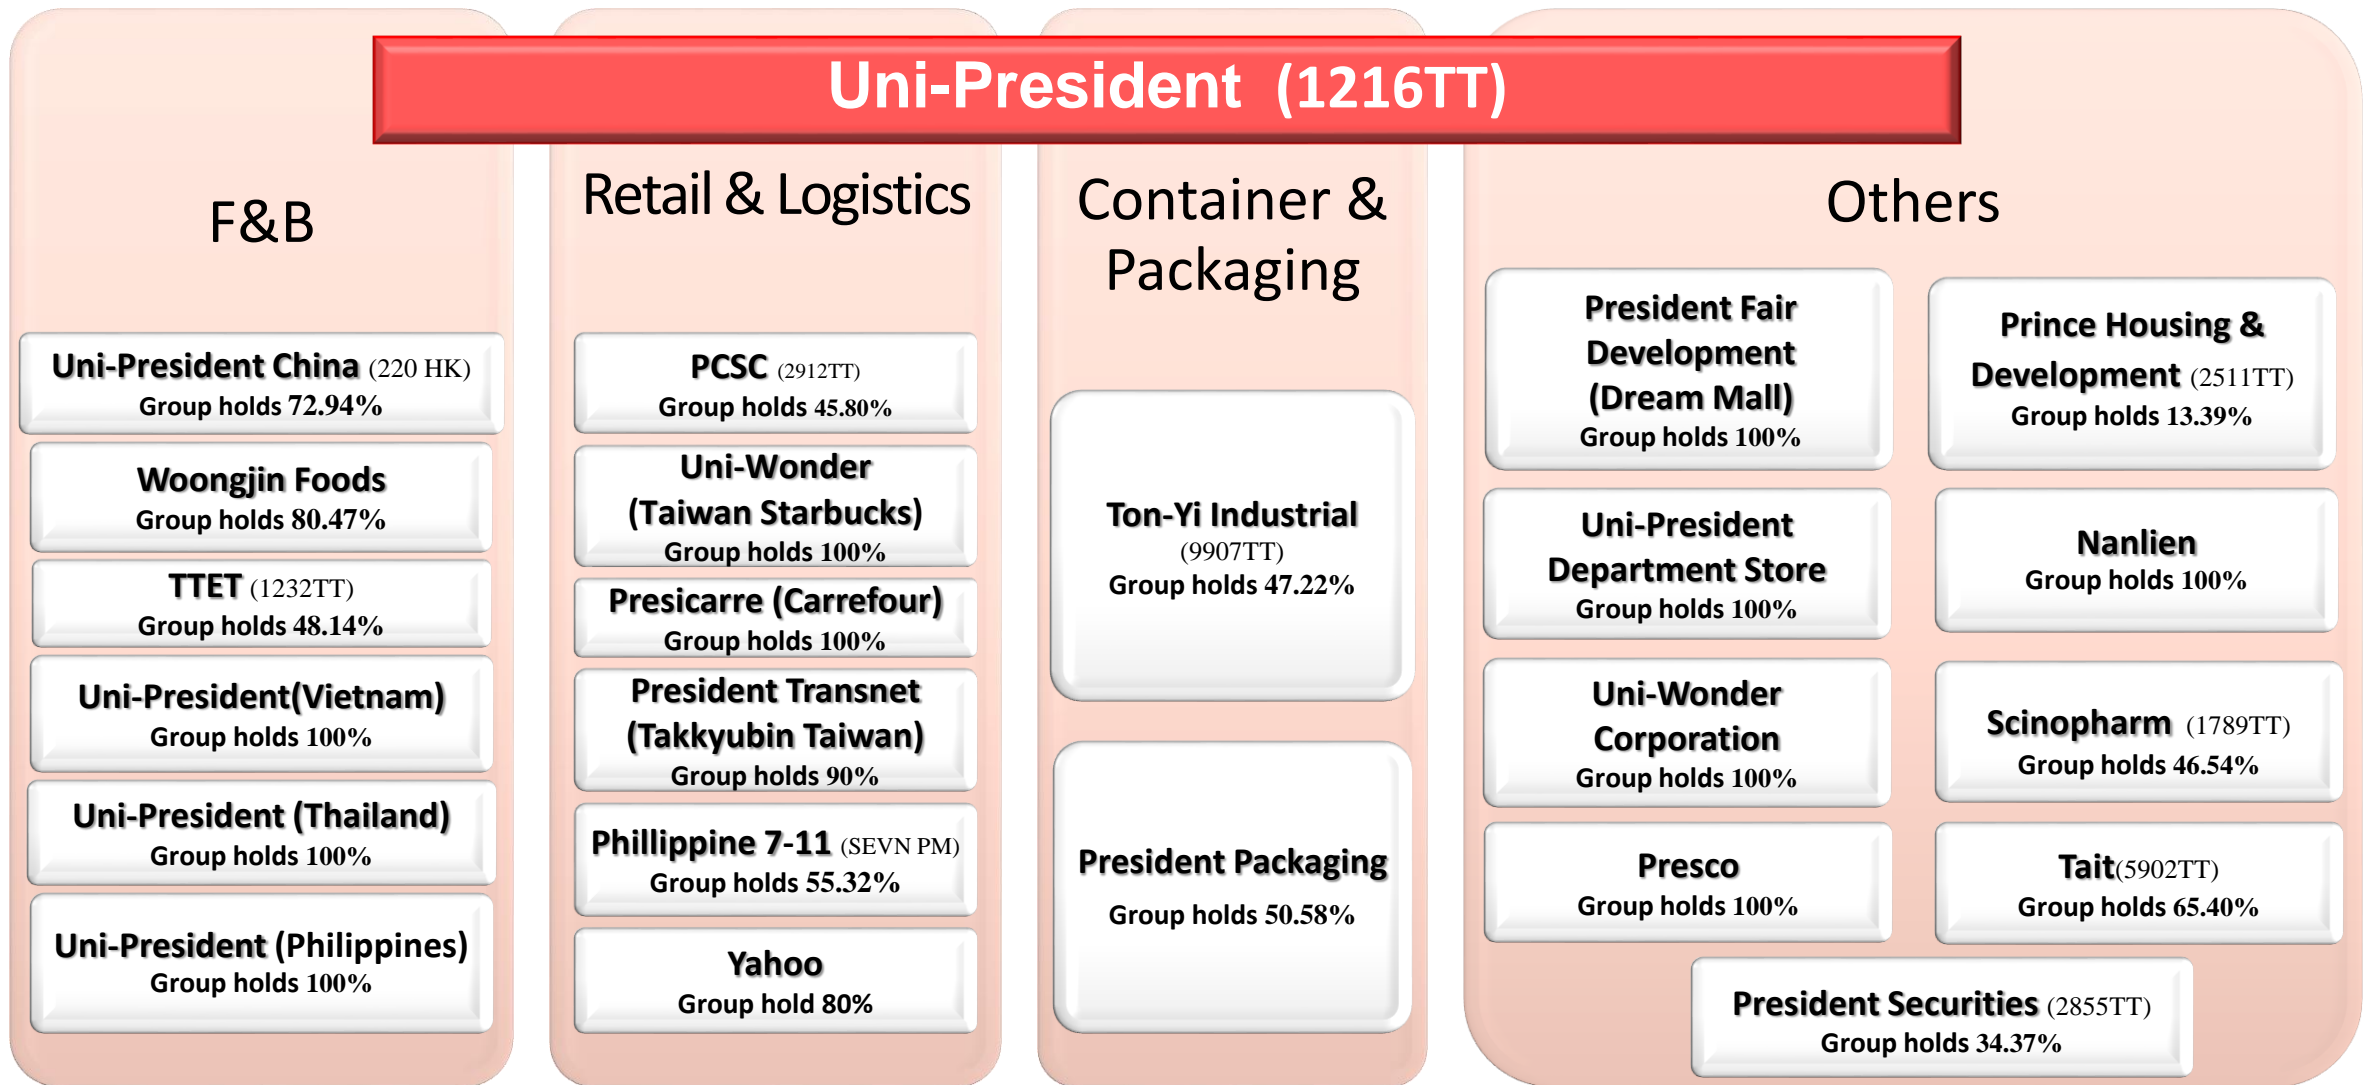 Uni-President (1216TT)
F&B
Uni-President China (220 HK)
Group holds 72.94%
Woongjin Foods
Group holds 80.47%
TTET (1232TT)
Group holds 48.14%
Uni-President(Vietnam)
Group holds 100%
Uni-President (Thailand)
Group holds 100%
Uni-President (Philippines)
Group holds 100%
Retail & Logistics
PCSC (2912TT)
Group holds 45.80%
Uni-Wonder
(Taiwan Starbucks)
Group holds 100%
Presicarre (Carrefour)
Group holds 100%
President Transnet
(Takkyubin Taiwan)
Group holds 90%
Phillippine 7-11 (SEVN PM)
Group holds 55.32%
Yahoo
Group hold 80%
Container &
Packaging
Ton-Yi Industrial
(9907TT)
Group holds 47.22%
President Packaging
Group holds 50.58%
Others
President Fair
Development
(Dream Mall)
Group holds 100%
Prince Housing &
Development (2511TT)
Group holds 13.39%
Uni-President
Department Store
Group holds 100%
Nanlien
Group holds 100%
Uni-Wonder
Corporation
Group holds 100%
Scinopharm (1789TT)
Group holds 46.54%
Presco
Group holds 100%
Tait(5902TT)
Group holds 65.40%
President Securities (2855TT)
Group holds 34.37%